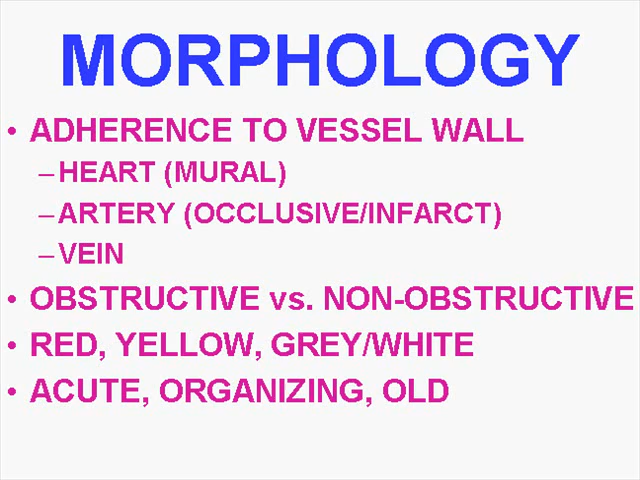 MORPHOLOGY
• ADHERENCE TO VESSEL WALL
–HEART (MURAL)
–ARTERY (OCCLUSIVE/INFARCT)
–VEIN
• OBSTRUCTIVE vs. NON-OBSTRUCTIVE
• RED, YELLOW, GREY/WHITE
• ACUTE, ORGANIZING, OLD